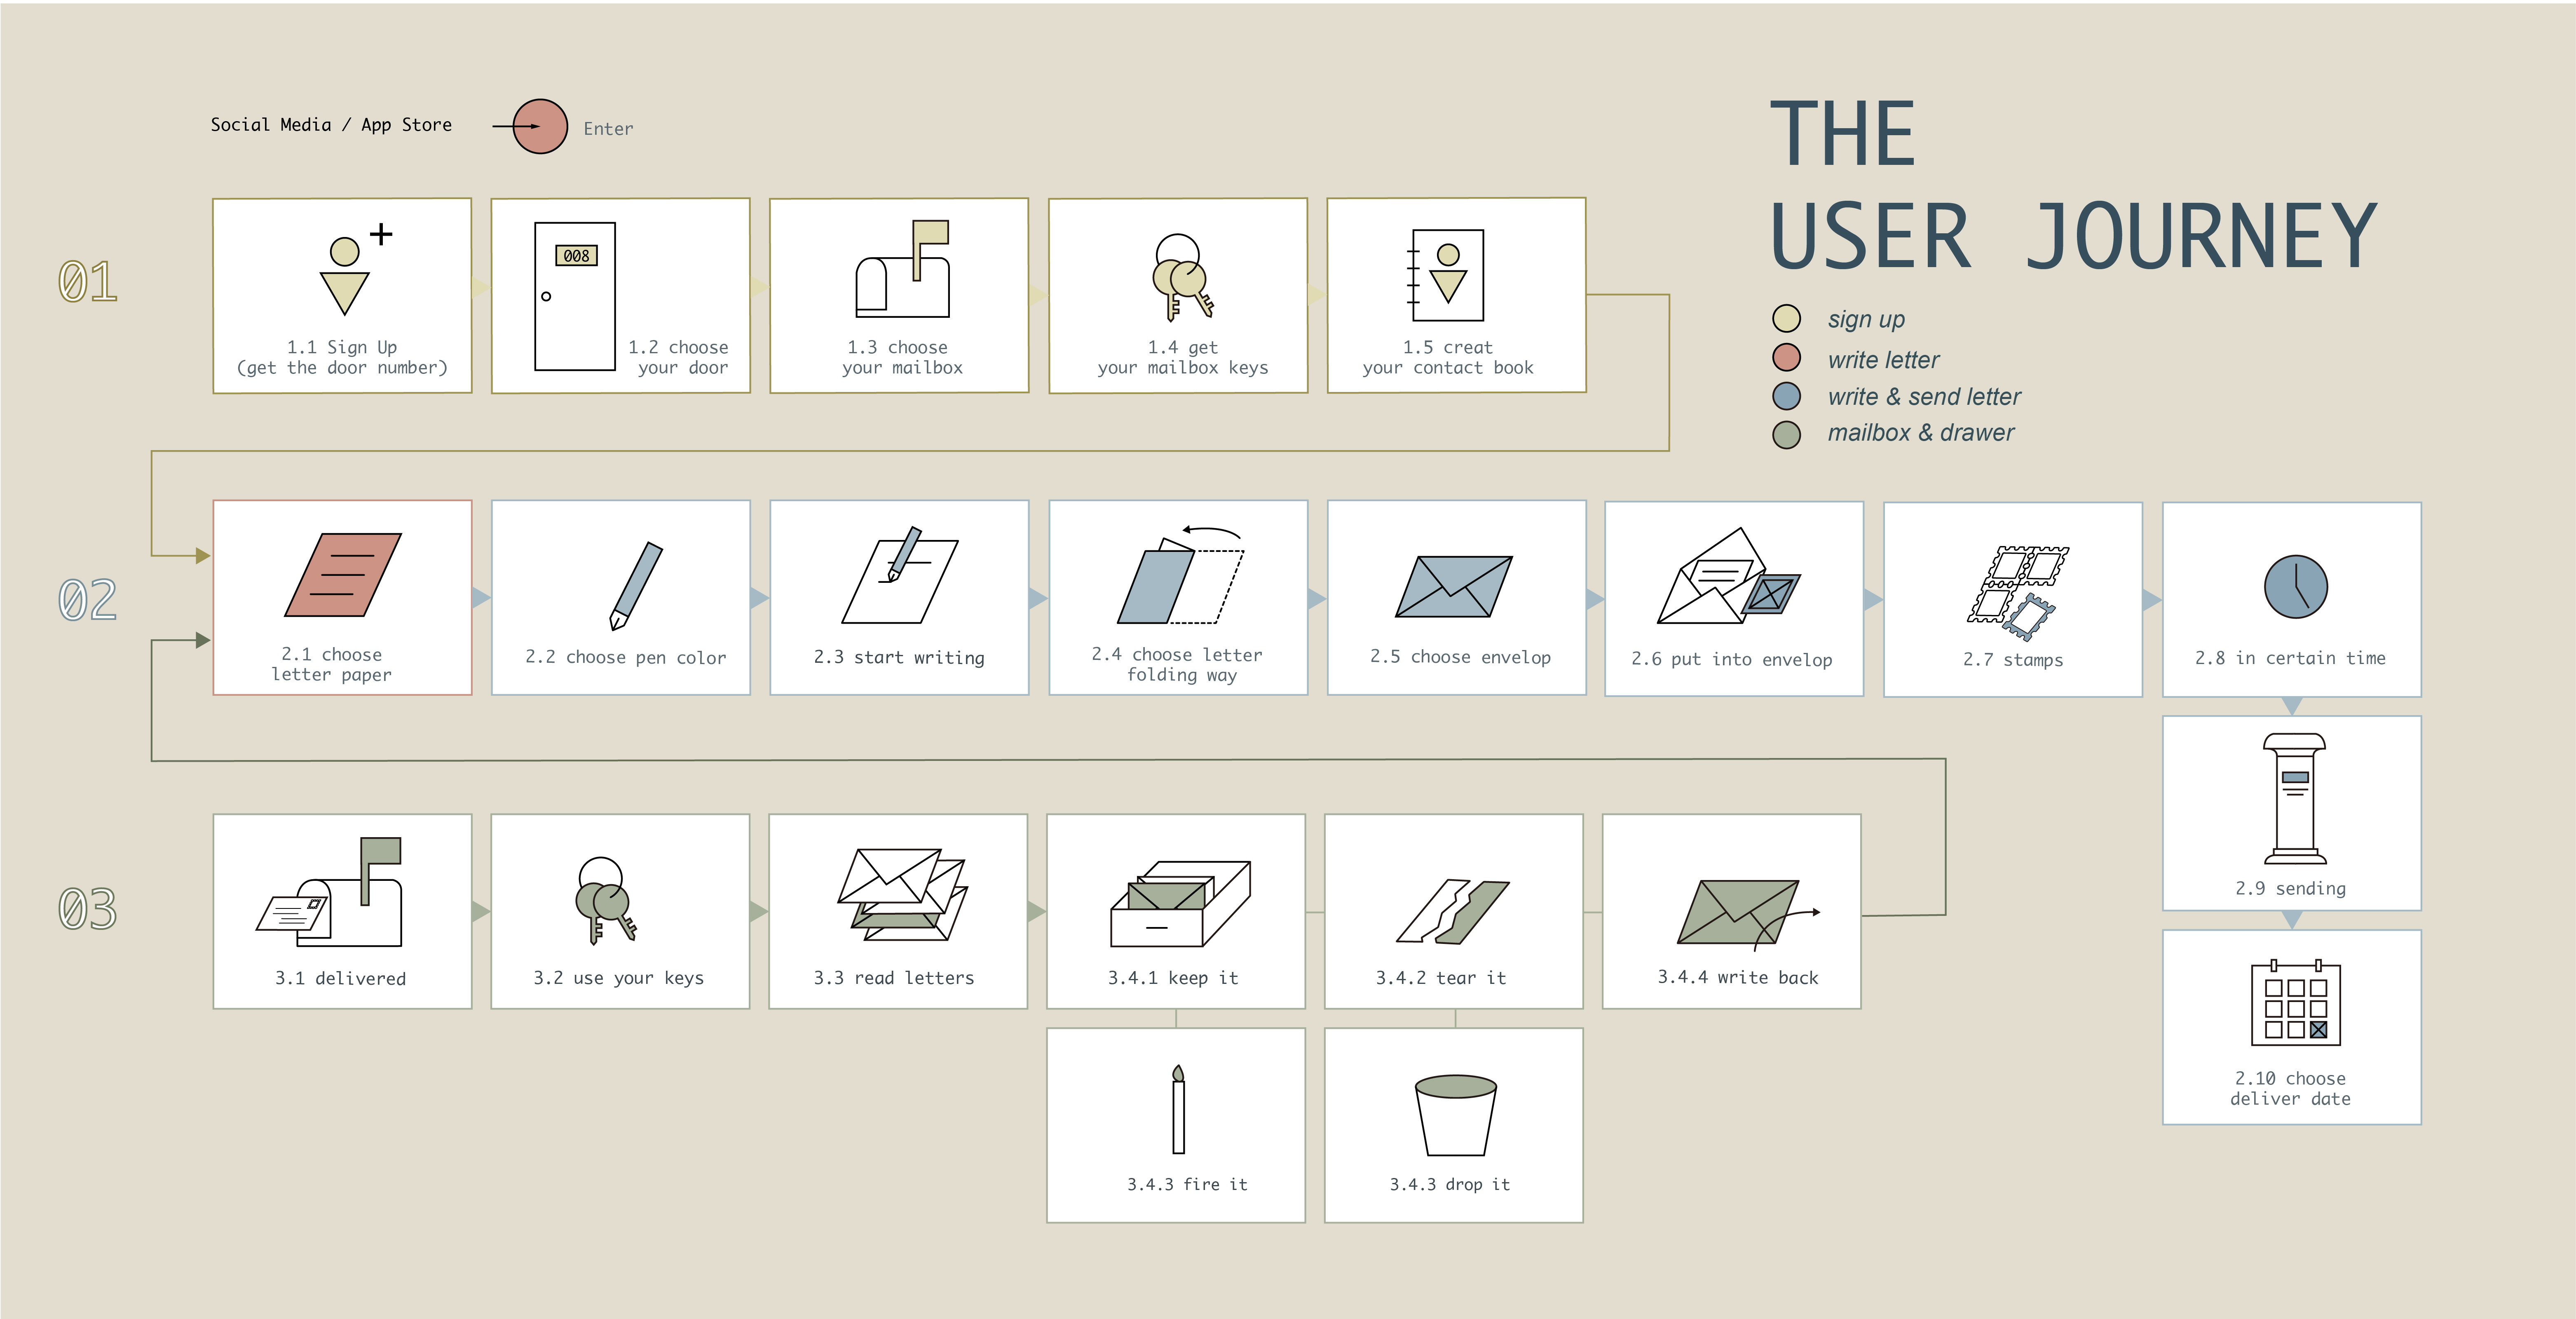 Social Media / App Store
Enter
THE
USER JOURNEY
sign up
write letter
write & send letter
mailbox & drawer
01
008
1.1 Sign Up
(get the door number)
1.2 choose
your door
1.3 choose
your mailbox
1.4 get
your mailbox keys
1.5 creat
your contact book
02
2.1 choose
letter paper
2.2 choose pen color
2.3 start writing
2.4 choose letter
folding way
2.5 choose envelop
2.6 put into envelop
2.7 stamps
2.8 in certain time
2.9 sending
2.10 choose
deliver date
03
3.1 delivered
3.2 use your keys
3.3 read letters
3.4.1 keep it
3.4.2 tear it
3.4.4 write back
3.4.3 fire it
3.4.3 drop it